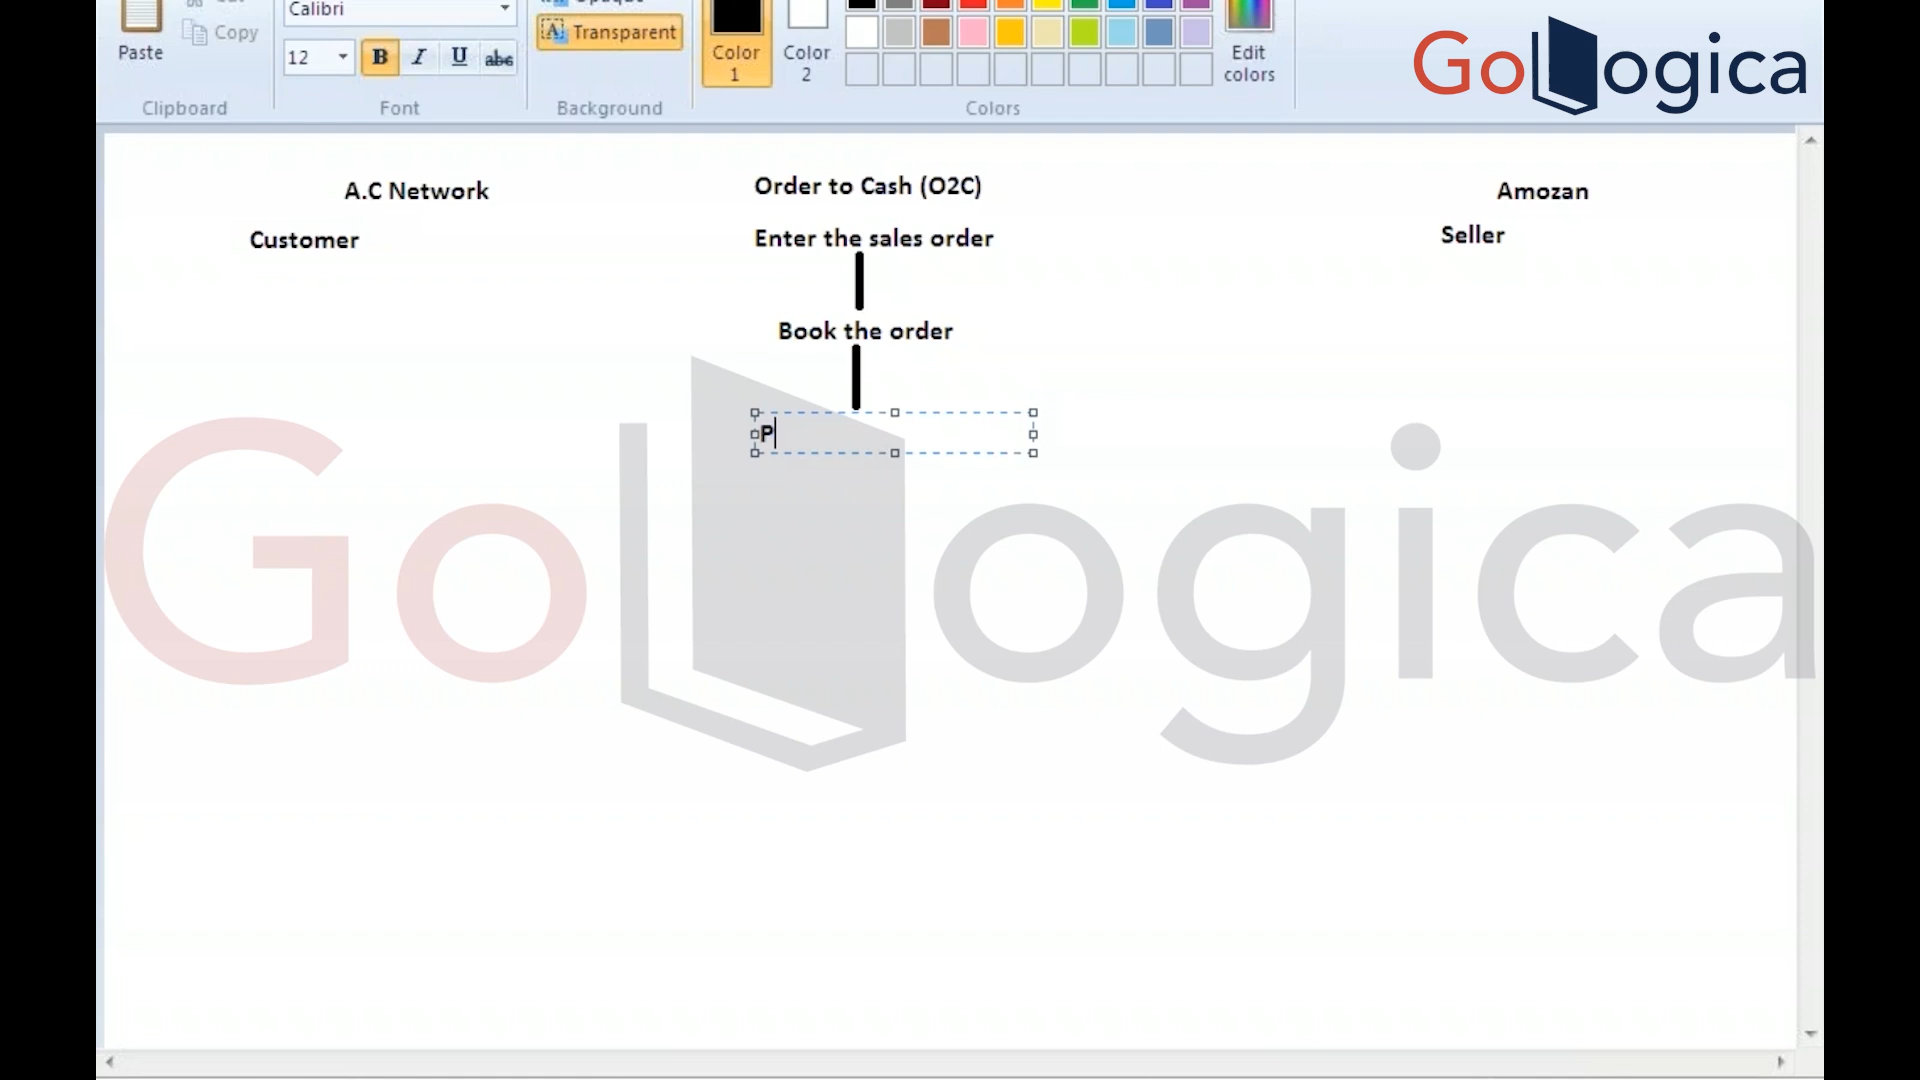 Calibri
Paste
Copy
12
B I U abc
Transparent
Color 1
Color 2
Edit colors
Clipboard
Font
Background
Colors
GoLogica
A.C Network
Order to Cash (O2C)
Amozan
Customer
Enter the sales order
Seller
Book the order
P
GoLogica